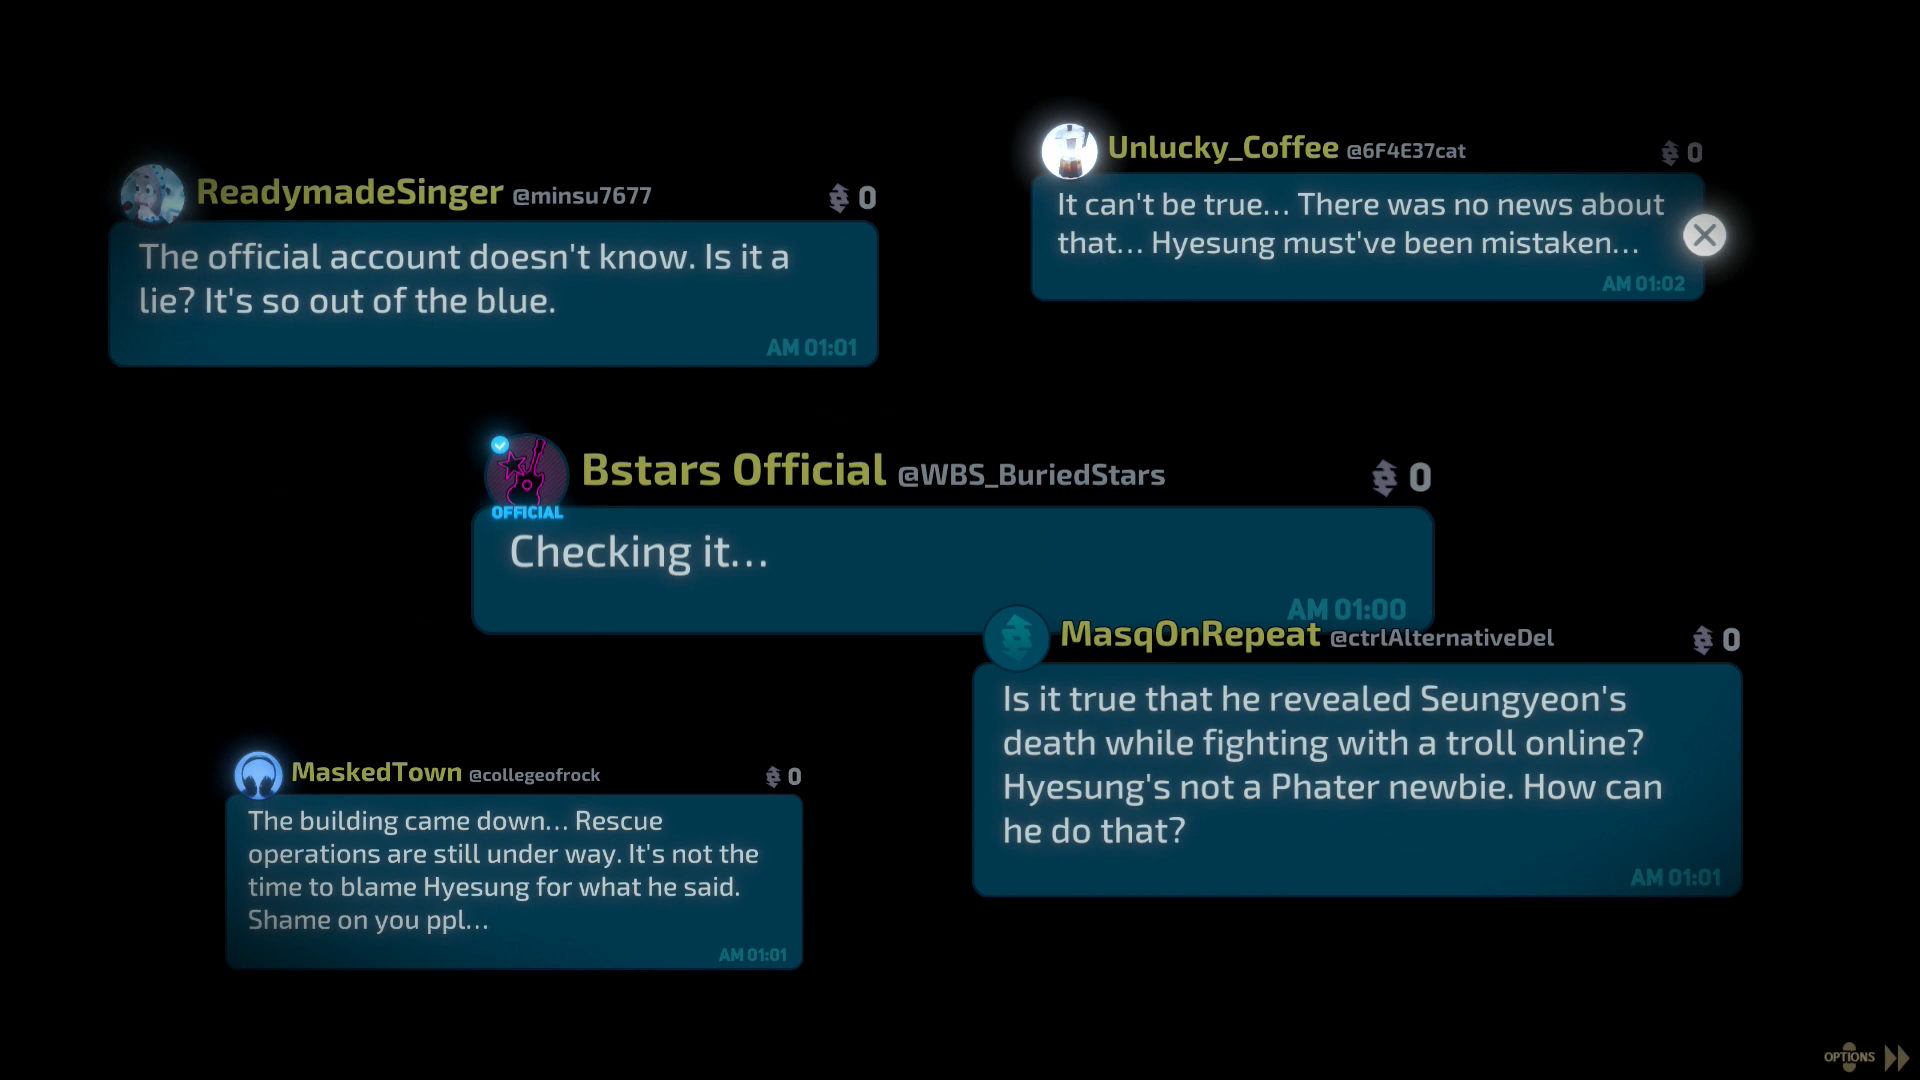 ReadymadeSinger @minsu7677 0
The official account doesn't know. Is it a
lie? It's so out of the blue.
AM 01:01
Unlucky_Coffee @6F4E37cat 0
It can't be true... There was no news about
that... Hyesung must've been mistaken...
AM 01:02
Bstars Official @WBS_BuriedStars 0
OFFICIAL
Checking it...
AM 01:00
MasqOnRepeat @ctrlAlternativeDel 0
Is it true that he revealed Seungyeon's
death while fighting with a troll online?
Hyesung's not a Phater newbie. How can
he do that?
AM 01:01
MaskedTown @collegeofrock 0
The building came down... Rescue
operations are still under way. It's not the
time to blame Hyesung for what he said.
Shame on you ppl...
AM 01:01
OPTIONS